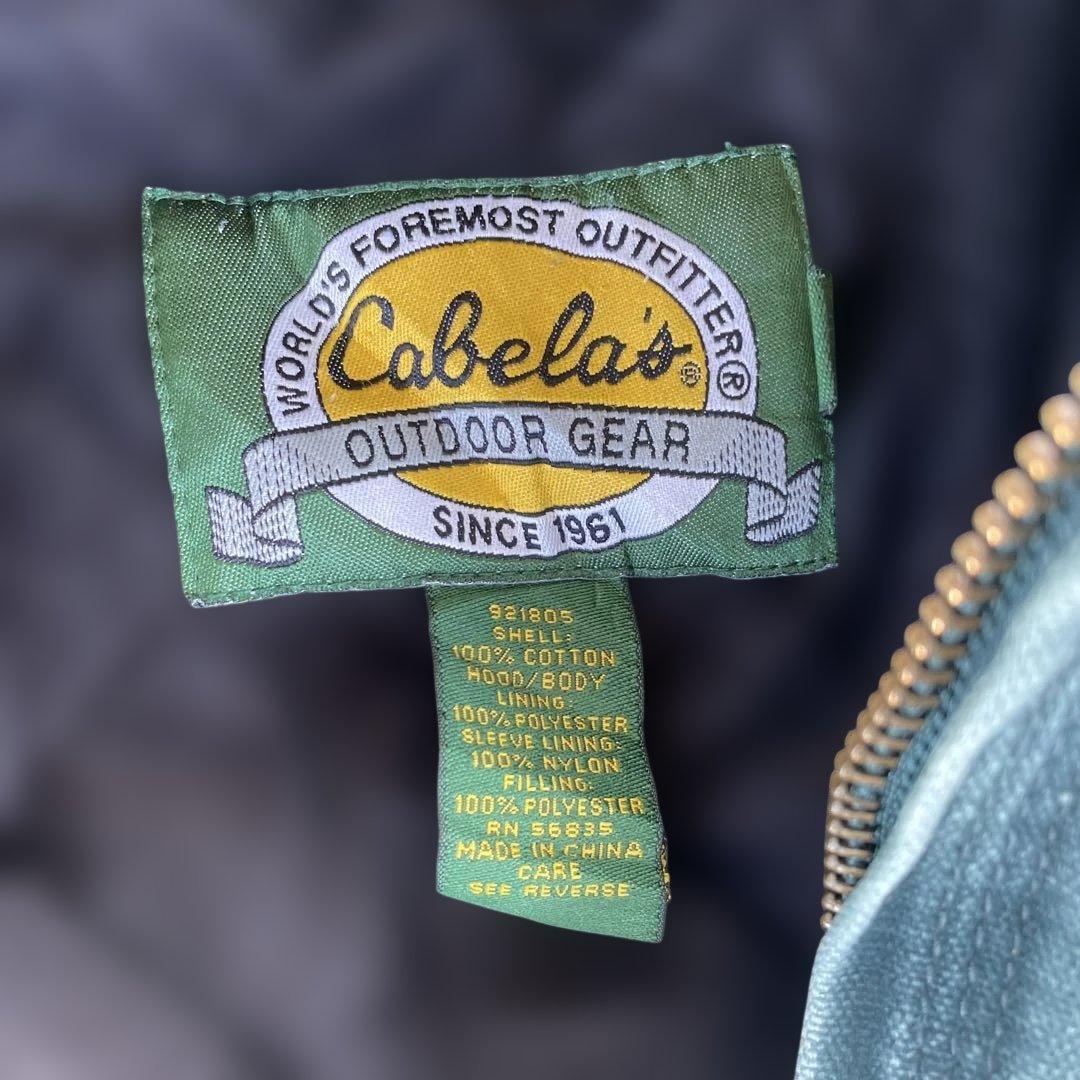 WORLD'S FOREMOST OUTFITTER®
Cabela's®
OUTDOOR GEAR
SINCE 1961
921805
SHELL:
100% COTTON
HOOD/BODY
LINING:
100% POLYESTER
SLEEVE LINING:
100% NYLON
FILLING:
100% POLYESTER
RN 56835
MADE IN CHINA
CARE
SEE REVERSE